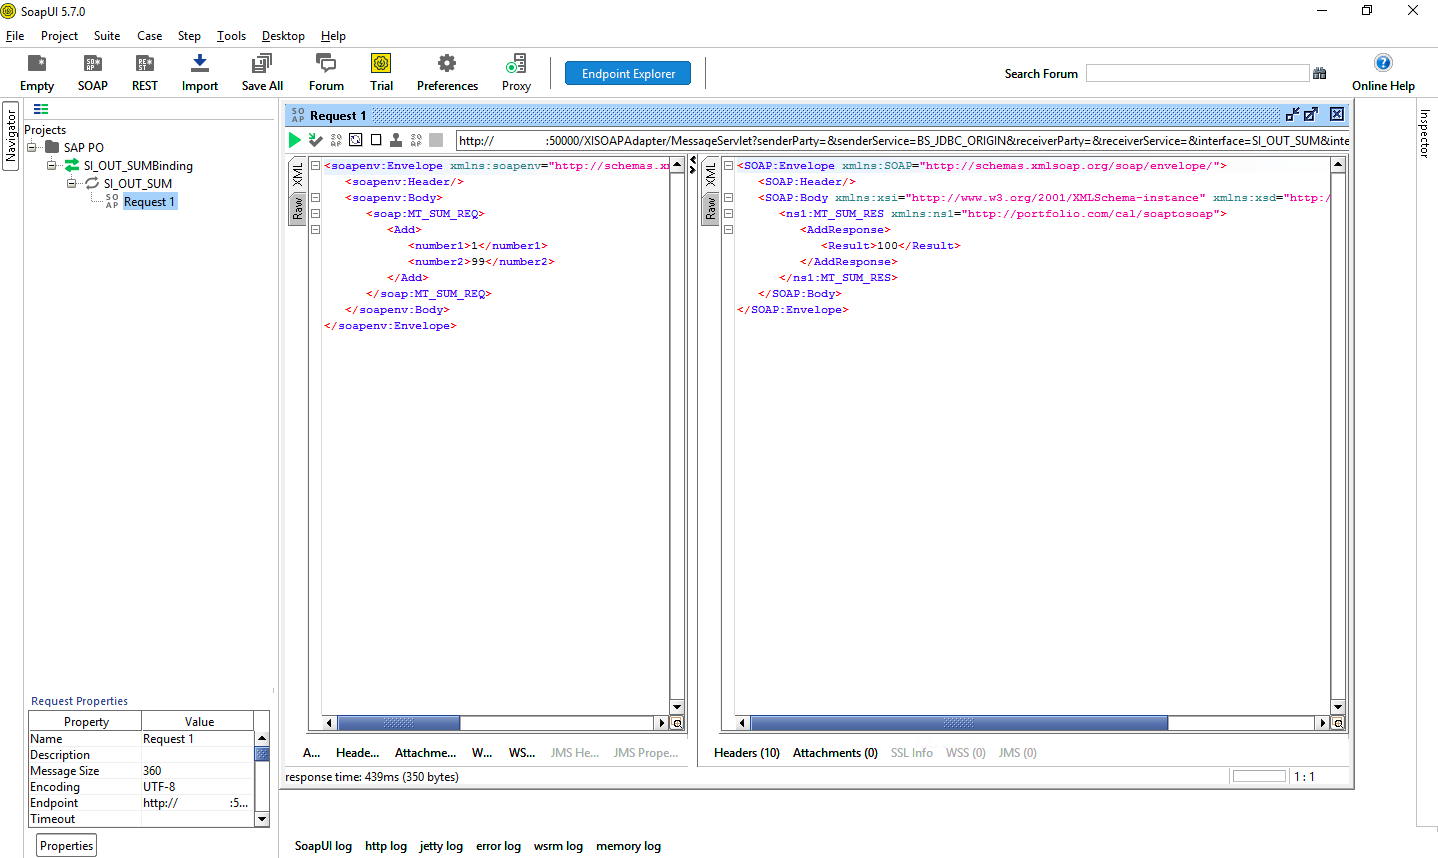 SoapUI 5.7.0
File Project Suite Case Step Tools Desktop Help
Empty SOAP REST Import Save All Forum Trial Preferences Proxy Endpoint Explorer Search Forum Online Help
Navigator
Projects
SAP PO
SI_OUT_SUMBinding
SI_OUT_SUM
Request 1
Request Properties
Property Value
Name Request 1
Description
Message Size 360
Encoding UTF-8
Endpoint http:// :5...
Timeout
Properties
SO AP Request 1
http:// :50000/XISOAPAdapter/MessageServlet?senderParty=&senderService=BS_JDBC_ORIGIN&receiverParty=&receiverService=&interface=SI_OUT_SUM&inte
XML
Raw
<soapenv:Envelope xmlns:soapenv="http://schemas.xm
<soapenv:Header/>
<soapenv:Body>
<soap:MT_SUM_REQ>
<Add>
<number1>1</number1>
<number2>99</number2>
</Add>
</soap:MT_SUM_REQ>
</soapenv:Body>
</soapenv:Envelope>
A... Heade... Attachme... W... WS... JMS He... JMS Prope...
XML
Raw
<SOAP:Envelope xmlns:SOAP="http://schemas.xmlsoap.org/soap/envelope/">
<SOAP:Header/>
<SOAP:Body xmlns:xsi="http://www.w3.org/2001/XMLSchema-instance" xmlns:xsd="http:/
<ns1:MT_SUM_RES xmlns:ns1="http://portfolio.com/cal/soaptosoap">
<AddResponse>
<Result>100</Result>
</AddResponse>
</ns1:MT_SUM_RES>
</SOAP:Body>
</SOAP:Envelope>
Headers (10) Attachments (0) SSL Info WSS (0) JMS (0)
response time: 439ms (350 bytes) 1 : 1
Inspector
SoapUI log http log jetty log error log wsrm log memory log